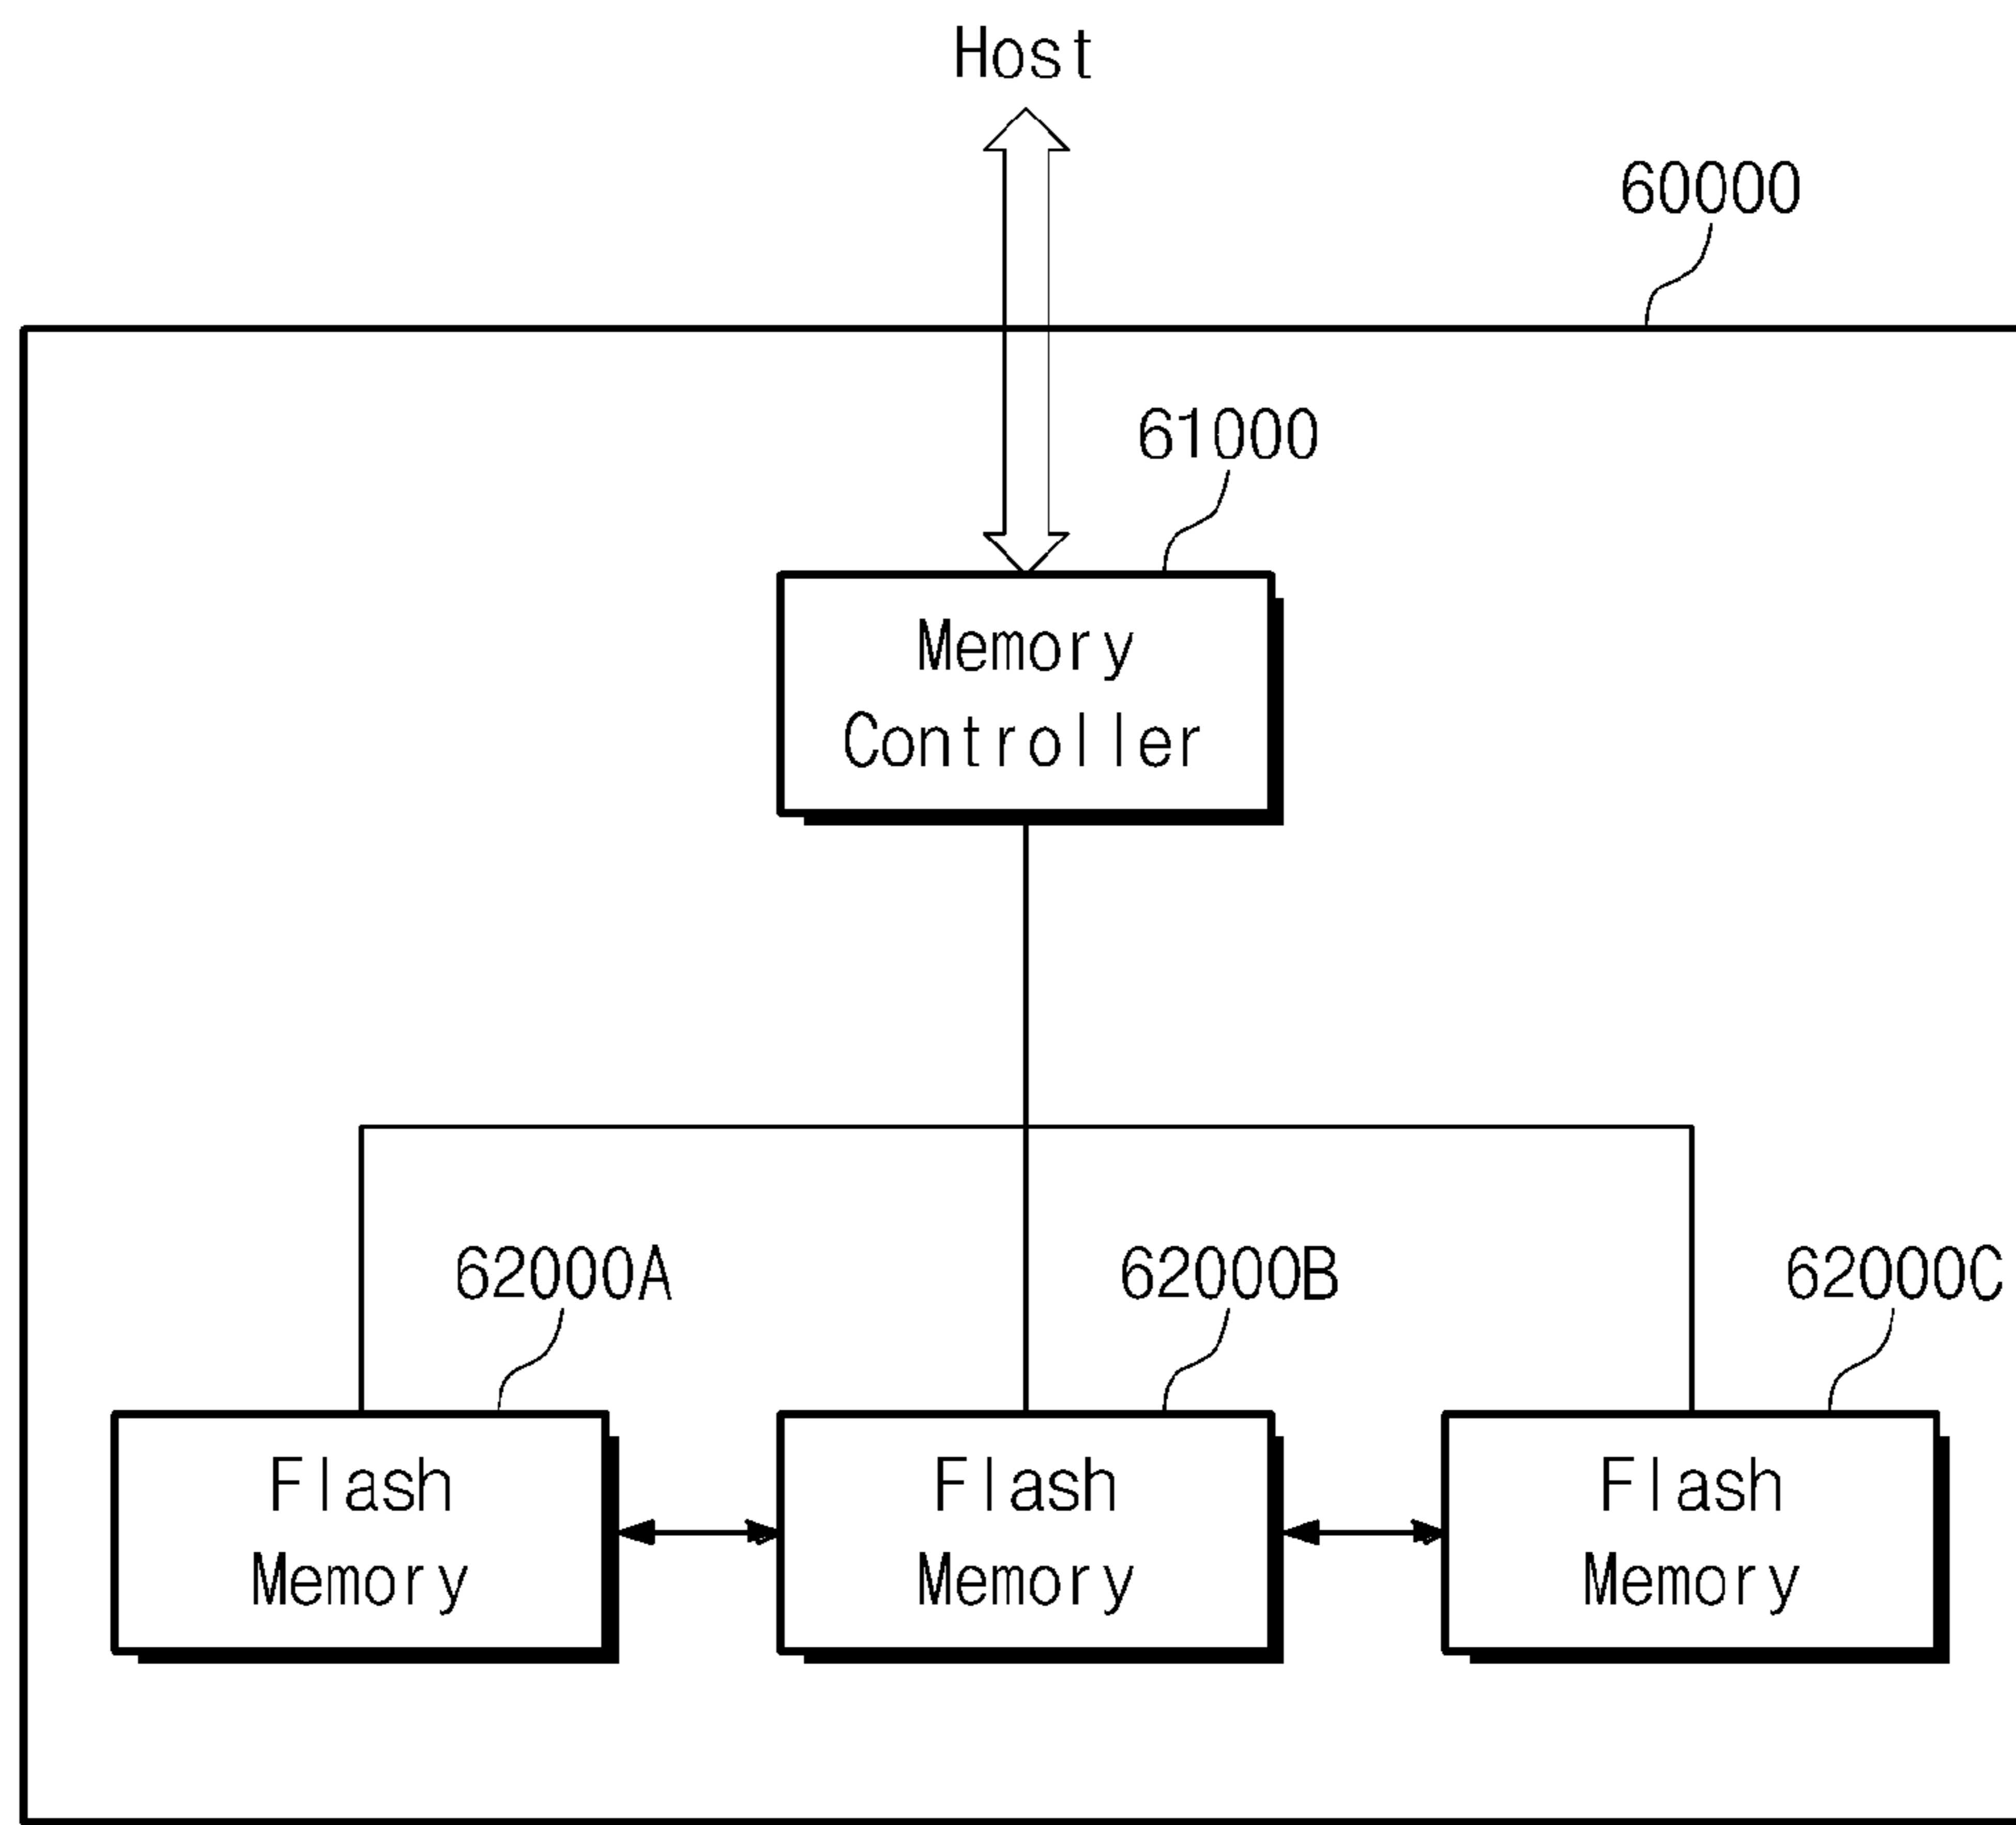 Host
60000
61000
Memory
Controller
62000A
62000B
62000C
Flash
Memory
Flash
Memory
Flash
Memory